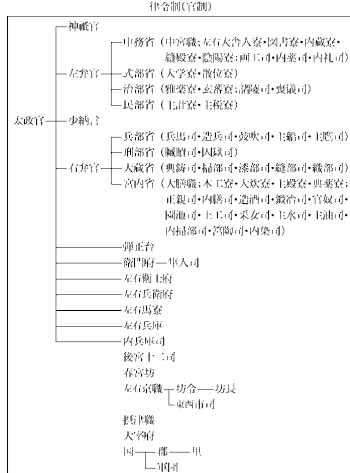 律令制(官制)
神祇官
中務省(中宮職;左右大舎人寮・図書寮・内蔵寮・
縫殿寮・陰陽寮;画工司・内薬司・内礼司)
左弁官
式部省(大学寮・散位寮)
治部省(雅楽寮・玄蕃寮;諸陵司・喪儀司)
民部省(主計寮・主税寮)
太政官
少納言
兵部省(兵馬司・造兵司・鼓吹司・主船司・主鷹司)
刑部省(贓贖司・囚獄司)
右弁官
大蔵省(典鋳司・掃部司・漆部司・縫部司・織部司)
宮内省(大膳職;木工寮・大炊寮・主殿寮・典薬寮;
正親司・内膳司・造酒司・鍛冶司・官奴司・
園池司・土工司・采女司・主水司・主油司・
内掃部司・筥陶司・内染司)
弾正台
衛門府 隼人司
左右衛士府
左右兵衛府
左右馬寮
左右兵庫
内兵庫司
後宮十二司
春宮坊
左右京職 坊令 坊長
東西市司
摂津職
大宰府
国 郡 里
軍団